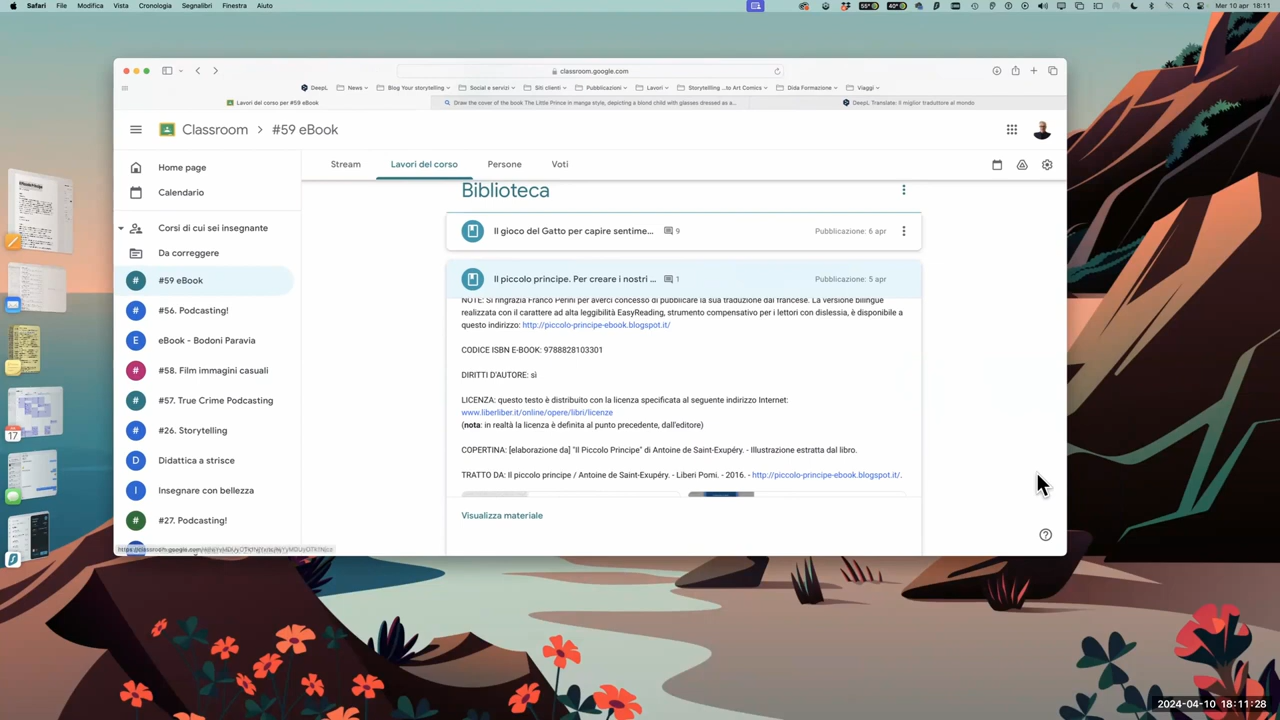 Safari File Modifica Vista Cronologia Segnalibri Finestra Aiuto
55° 40° Mer 10 apr 18:11
classroom.google.com
DeepL News Blog Your storytelling Social e servizi Siti clienti Pubblicazioni Lavori Storytelling ...to Art Comics Dida Formazione Viaggi
Lavori del corso per #59 eBook
Draw the cover of the book The Little Prince in manga style, depicting a blond child with glasses dressed as a...
DeepL Translate: il miglior traduttore al mondo
Classroom > #59 eBook
Stream Lavori del corso Persone Voti
Home page
Calendario
Corsi di cui sei insegnante
Da correggere
# #59 eBook
# #56. Podcasting!
E eBook - Bodoni Paravia
# #58. Film immagini casuali
# #57. True Crime Podcasting
# #26. Storytelling
D Didattica a strisce
I Insegnare con bellezza
# #27. Podcasting!
Biblioteca
Il gioco del Gatto per capire sentime... 9 Pubblicazione: 6 apr
Il piccolo principe. Per creare i nostri ... 1 Pubblicazione: 5 apr
NOTE: Si ringrazia Franco Perini per averci concesso di pubblicare la sua traduzione dal francese. La versione bilingue
realizzata con il carattere ad alta leggibilità EasyReading, strumento compensativo per i lettori con dislessia, è disponibile a
questo indirizzo: http://piccolo-principe-ebook.blogspot.it/
CODICE ISBN E-BOOK: 9788828103301
DIRITTI D'AUTORE: sì
LICENZA: questo testo è distribuito con la licenza specificata al seguente indirizzo Internet:
www.liberliber.it/online/opere/libri/licenze
(nota: in realtà la licenza è definita al punto precedente, dall'editore)
COPERTINA: [elaborazione da] "Il Piccolo Principe" di Antoine de Saint-Exupéry. - Illustrazione estratta dal libro.
TRATTO DA: Il piccolo principe / Antoine de Saint-Exupéry. - Liberi Pomi. - 2016. - http://piccolo-principe-ebook.blogspot.it/.
Visualizza materiale
17
2024-04-10 18:11:28